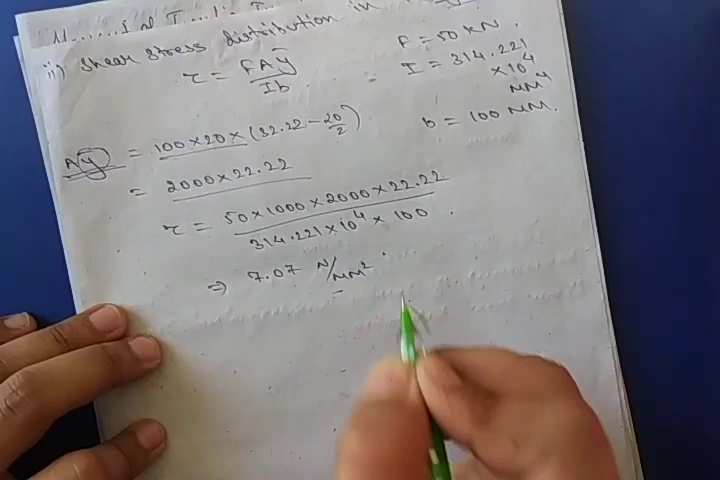 ii) Shear stress distribution in
τ = FAȳ / Ib
F = 50 KN.
I = 314.221 × 10⁴ MM⁴
b = 100 MM.
Aȳ = 100 × 20 × (32.22 − 20/2)
= 2000 × 22.22
τ = 50 × 1000 × 2000 × 22.22 / 314.221 × 10⁴ × 100
⇒ 7.07 N/MM²